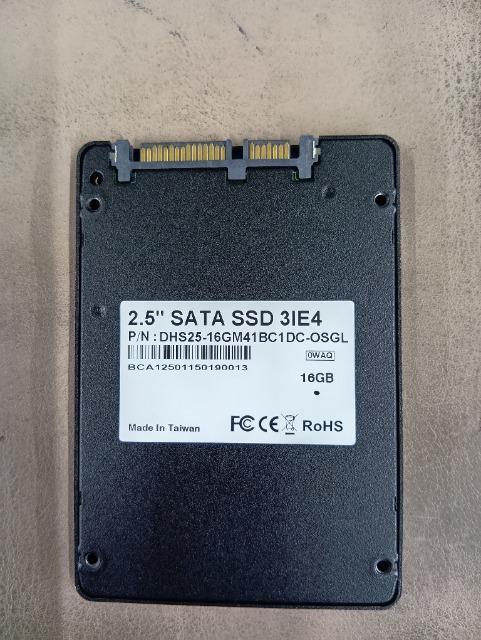 2.5" SATA SSD 3IE4
P/N : DHS25-16GM41BC1DC-OSGL
0WAQ
BCA12501150190013
16GB
Made In Taiwan
FC CE RoHS